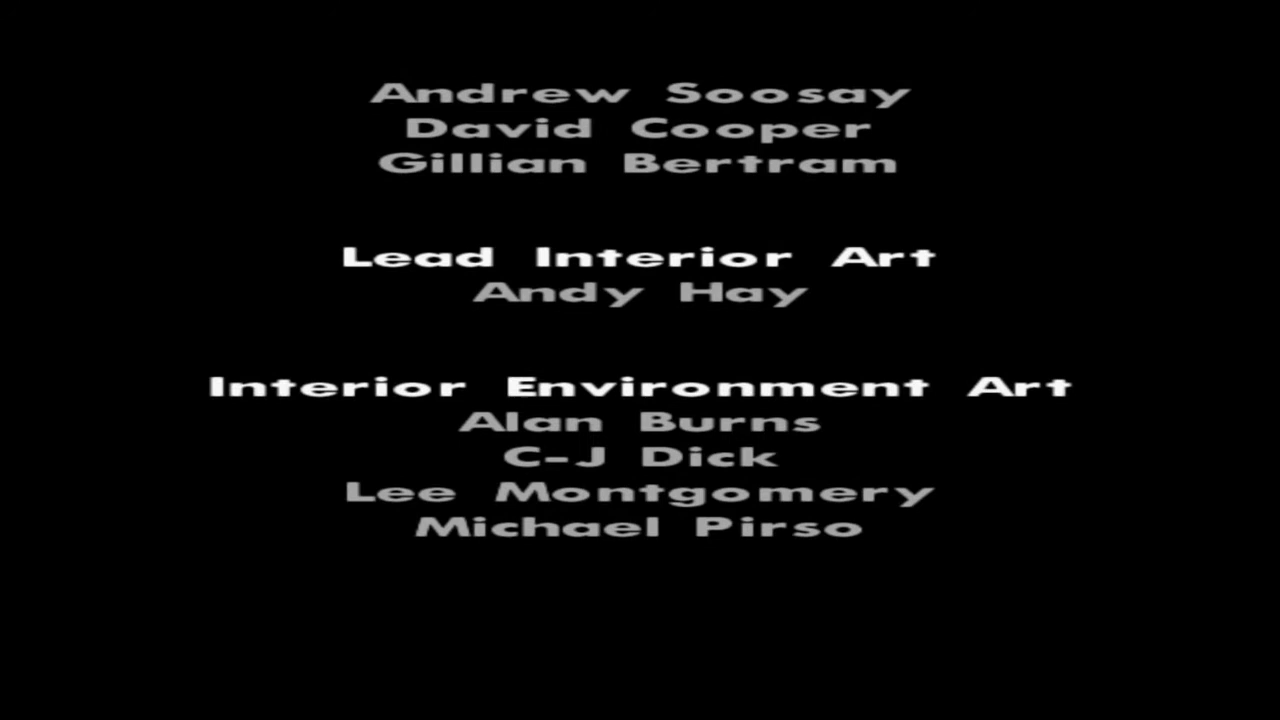 Andrew Soosay
David Cooper
Gillian Bertram
Lead Interior Art
Andy Hay
Interior Environment Art
Alan Burns
C-J Dick
Lee Montgomery
Michael Pirso